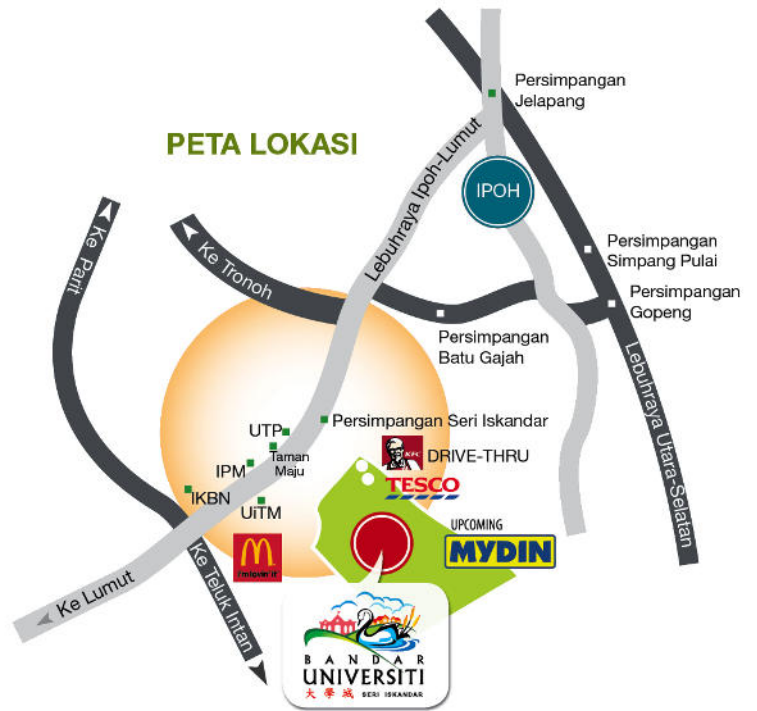 Persimpangan
Jelapang
PETA LOKASI
Lebuhraya Ipoh-Lumut
IPOH
Ke Parit
Ke Tronoh
Persimpangan
Simpang Pulai
Persimpangan
Gopeng
Persimpangan
Batu Gajah
Lebuhraya Utara-Selatan
Persimpangan Seri Iskandar
UTP
Taman
Maju
IPM
IKBN
UiTM
KFC
DRIVE-THRU
TESCO
UPCOMING
MYDIN
i'm lovin' it
Ke Lumut
Ke Teluk Intan
BANDAR
UNIVERSITI
大學城 SERI ISKANDAR